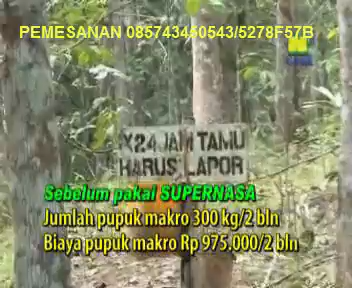 PEMESANAN 085743450543/5278F57B
X24 JAM TAMU
HARUS LAPOR
Sebelum pakai SUPERNASA
Jumlah pupuk makro 300 kg/2 bln
Biaya pupuk makro Rp 975.000/2 bln